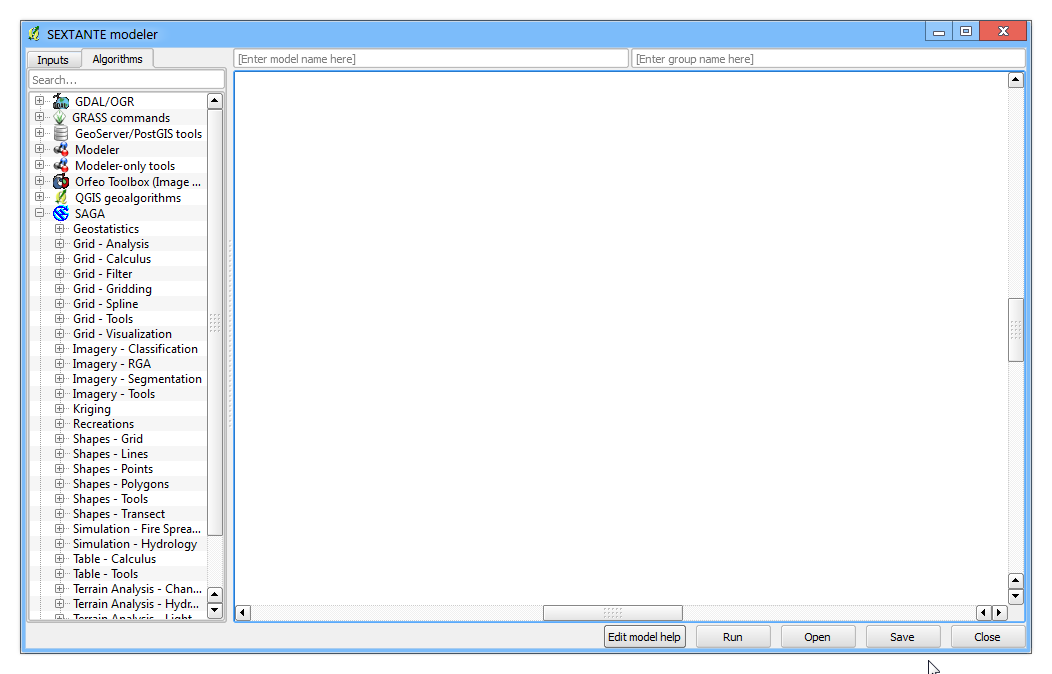 SEXTANTE modeler
Inputs
Algorithms
[Enter model name here]
[Enter group name here]
Search...
GDAL/OGR
GRASS commands
GeoServer/PostGIS tools
Modeler
Modeler-only tools
Orfeo Toolbox (Image ...
QGIS geoalgorithms
SAGA
Geostatistics
Grid - Analysis
Grid - Calculus
Grid - Filter
Grid - Gridding
Grid - Spline
Grid - Tools
Grid - Visualization
Imagery - Classification
Imagery - RGA
Imagery - Segmentation
Imagery - Tools
Kriging
Recreations
Shapes - Grid
Shapes - Lines
Shapes - Points
Shapes - Polygons
Shapes - Tools
Shapes - Transect
Simulation - Fire Sprea...
Simulation - Hydrology
Table - Calculus
Table - Tools
Terrain Analysis - Chan...
Terrain Analysis - Hydr...
Terrain Analysis - Light
Edit model help
Run
Open
Save
Close